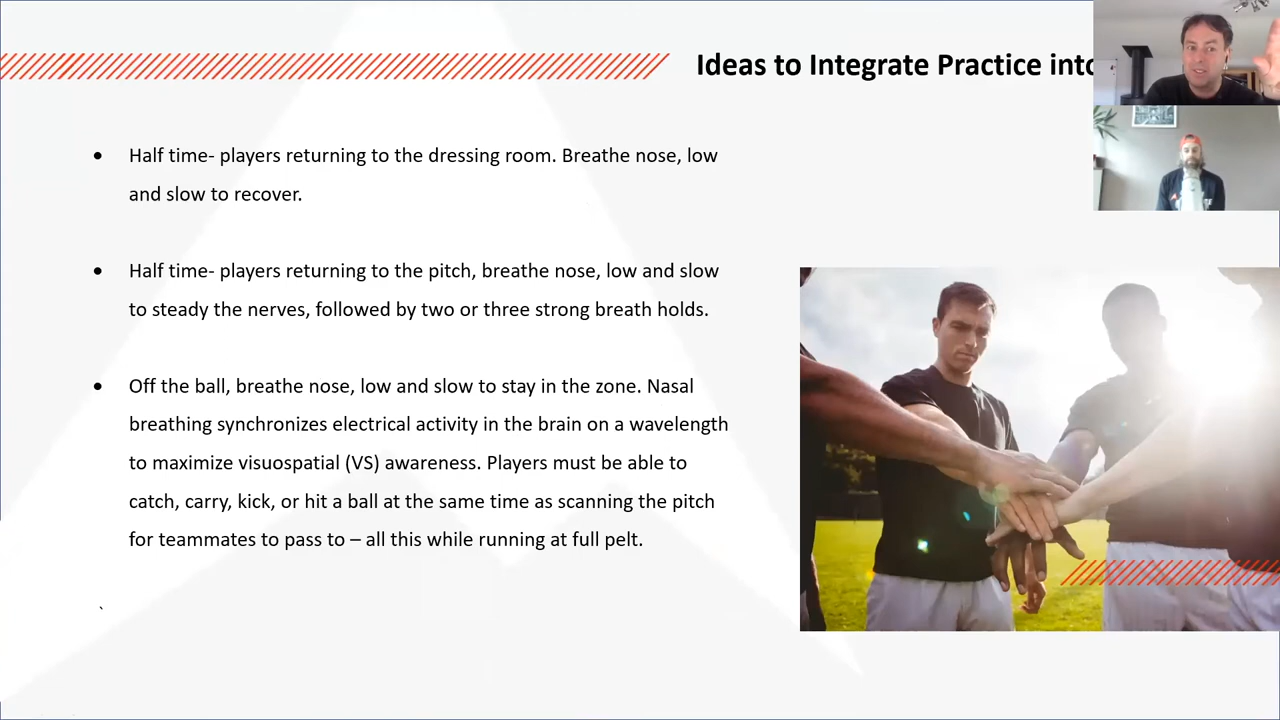 Ideas to Integrate Practice into
• Half time- players returning to the dressing room. Breathe nose, low
and slow to recover.
• Half time- players returning to the pitch, breathe nose, low and slow
to steady the nerves, followed by two or three strong breath holds.
• Off the ball, breathe nose, low and slow to stay in the zone. Nasal
breathing synchronizes electrical activity in the brain on a wavelength
to maximize visuospatial (VS) awareness. Players must be able to
catch, carry, kick, or hit a ball at the same time as scanning the pitch
for teammates to pass to – all this while running at full pelt.
`